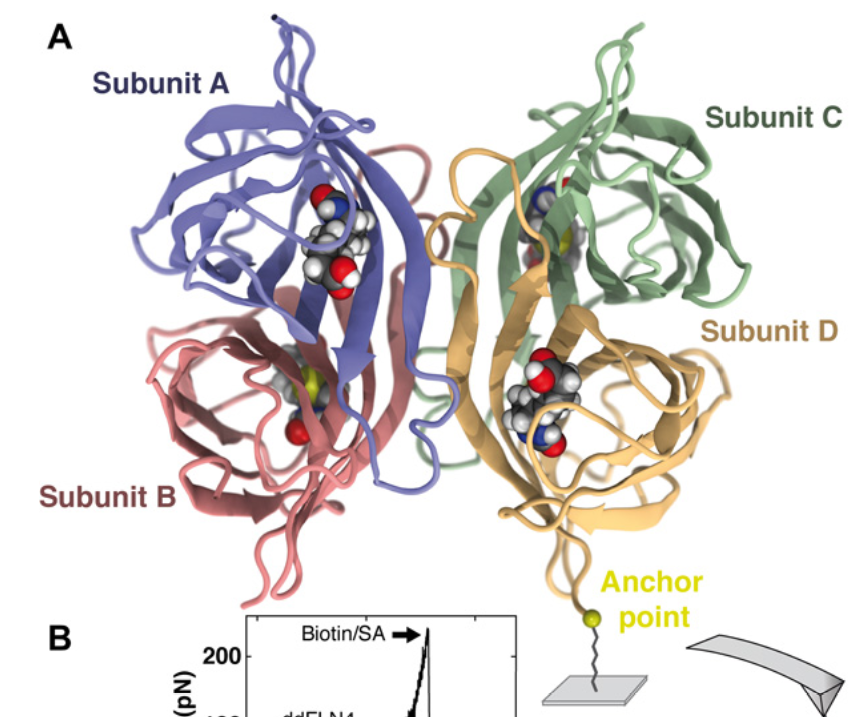 A
Subunit A
Subunit C
Subunit D
Subunit B
Anchor
point
B
Biotin/SA
200
(pN)